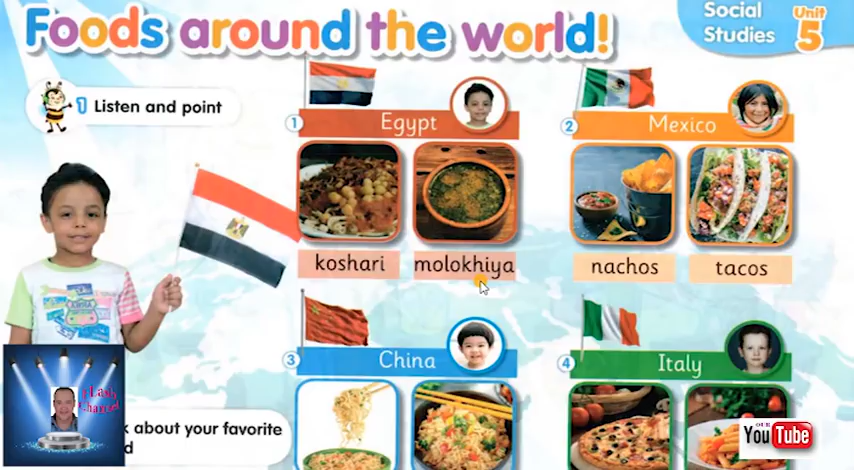 Foods around the world!
Social
Studies
Unit
5
1 Listen and point
1 Egypt
koshari
molokhiya
2 Mexico
nachos
tacos
3 China
4 Italy
about your favorite
OUR
YouTube